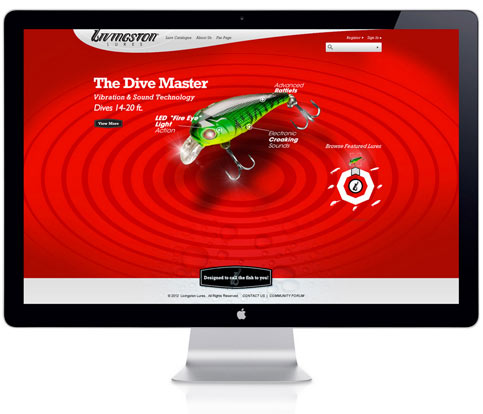 LIVINGSTON
LURES
Lure Catalogue About Us Fan Page
Register Sign In
The Dive Master
Vibration & Sound Technology
Dives 14-20 ft.
View More
LED "Fire Eye"
Light
Action
Advanced
Rattlers
Electronic
Croaking
Sounds
Browse Featured Lures
Designed to call the fish to you!
© 2012 Livingston Lures. All Rights Reserved. CONTACT US | COMMUNITY FORUM